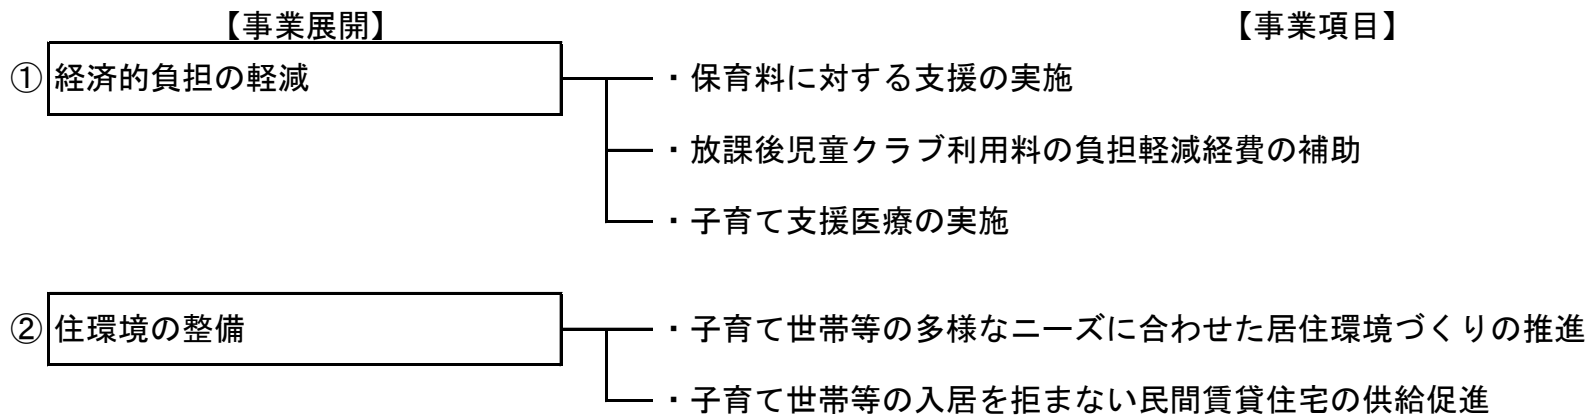 【事業展開】 【事業項目】
① 経済的負担の軽減 ・保育料に対する支援の実施
・放課後児童クラブ利用料の負担軽減経費の補助
・子育て支援医療の実施
② 住環境の整備 ・子育て世帯等の多様なニーズに合わせた居住環境づくりの推進
・子育て世帯等の入居を拒まない民間賃貸住宅の供給促進